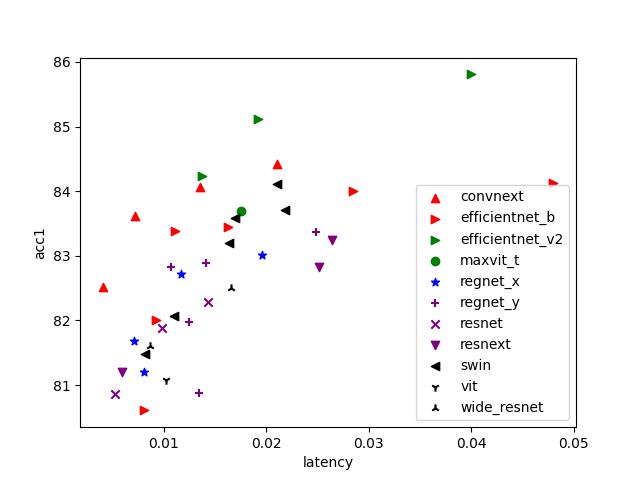 86
85
84
83
82
81
acc1
convnext
efficientnet_b
efficientnet_v2
maxvit_t
regnet_x
regnet_y
resnet
resnext
swin
vit
wide_resnet
0.01 0.02 0.03 0.04 0.05
latency